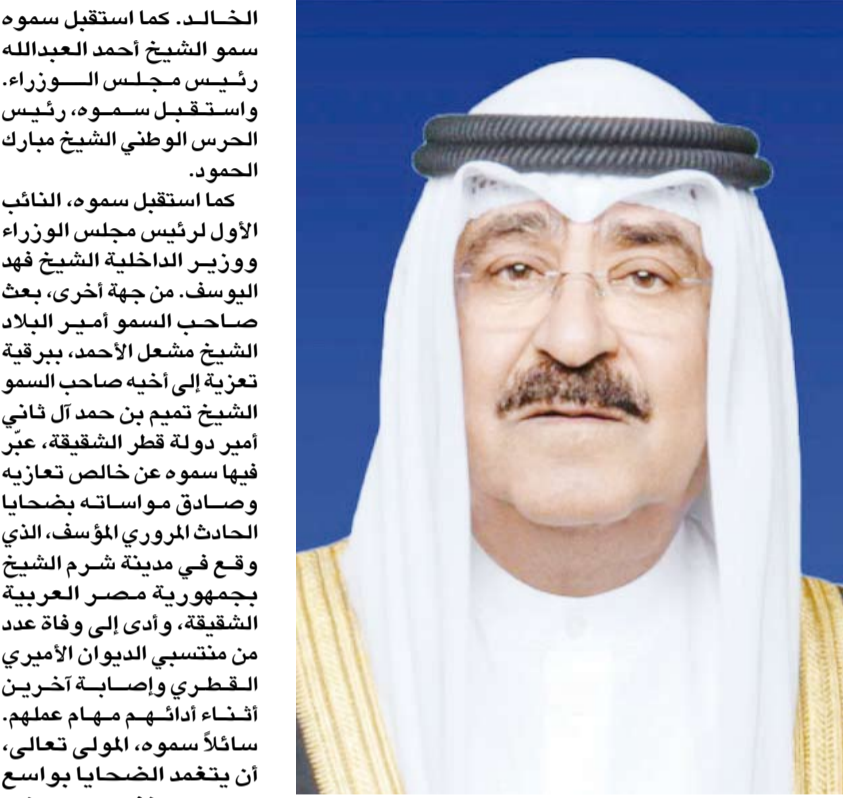 الخالد. كما استقبل سموه
سمو الشيخ أحمد العبدالله
رئيس مجلس الوزراء.
واستقبل سموه، رئيس
الحرس الوطني الشيخ مبارك
الحمود.
كما استقبل سموه، النائب
الأول لرئيس مجلس الوزراء
ووزير الداخلية الشيخ فهد
اليوسف. من جهة أخرى، بعث
صاحب السمو أمير البلاد
الشيخ مشعل الأحمد، ببرقية
تعزية إلى أخيه صاحب السمو
الشيخ تميم بن حمد آل ثاني
أمير دولة قطر الشقيقة، عبّر
فيها سموه عن خالص تعازيه
وصادق مواساته بضحايا
الحادث المروري المؤسف، الذي
وقع في مدينة شرم الشيخ
بجمهورية مصر العربية
الشقيقة، وأدى إلى وفاة عدد
من منتسبي الديوان الأميري
القطري وإصابة آخرين
أثناء أدائهم مهام عملهم.
سائلاً سموه، المولى تعالى،
أن يتغمد الضحايا بواسع